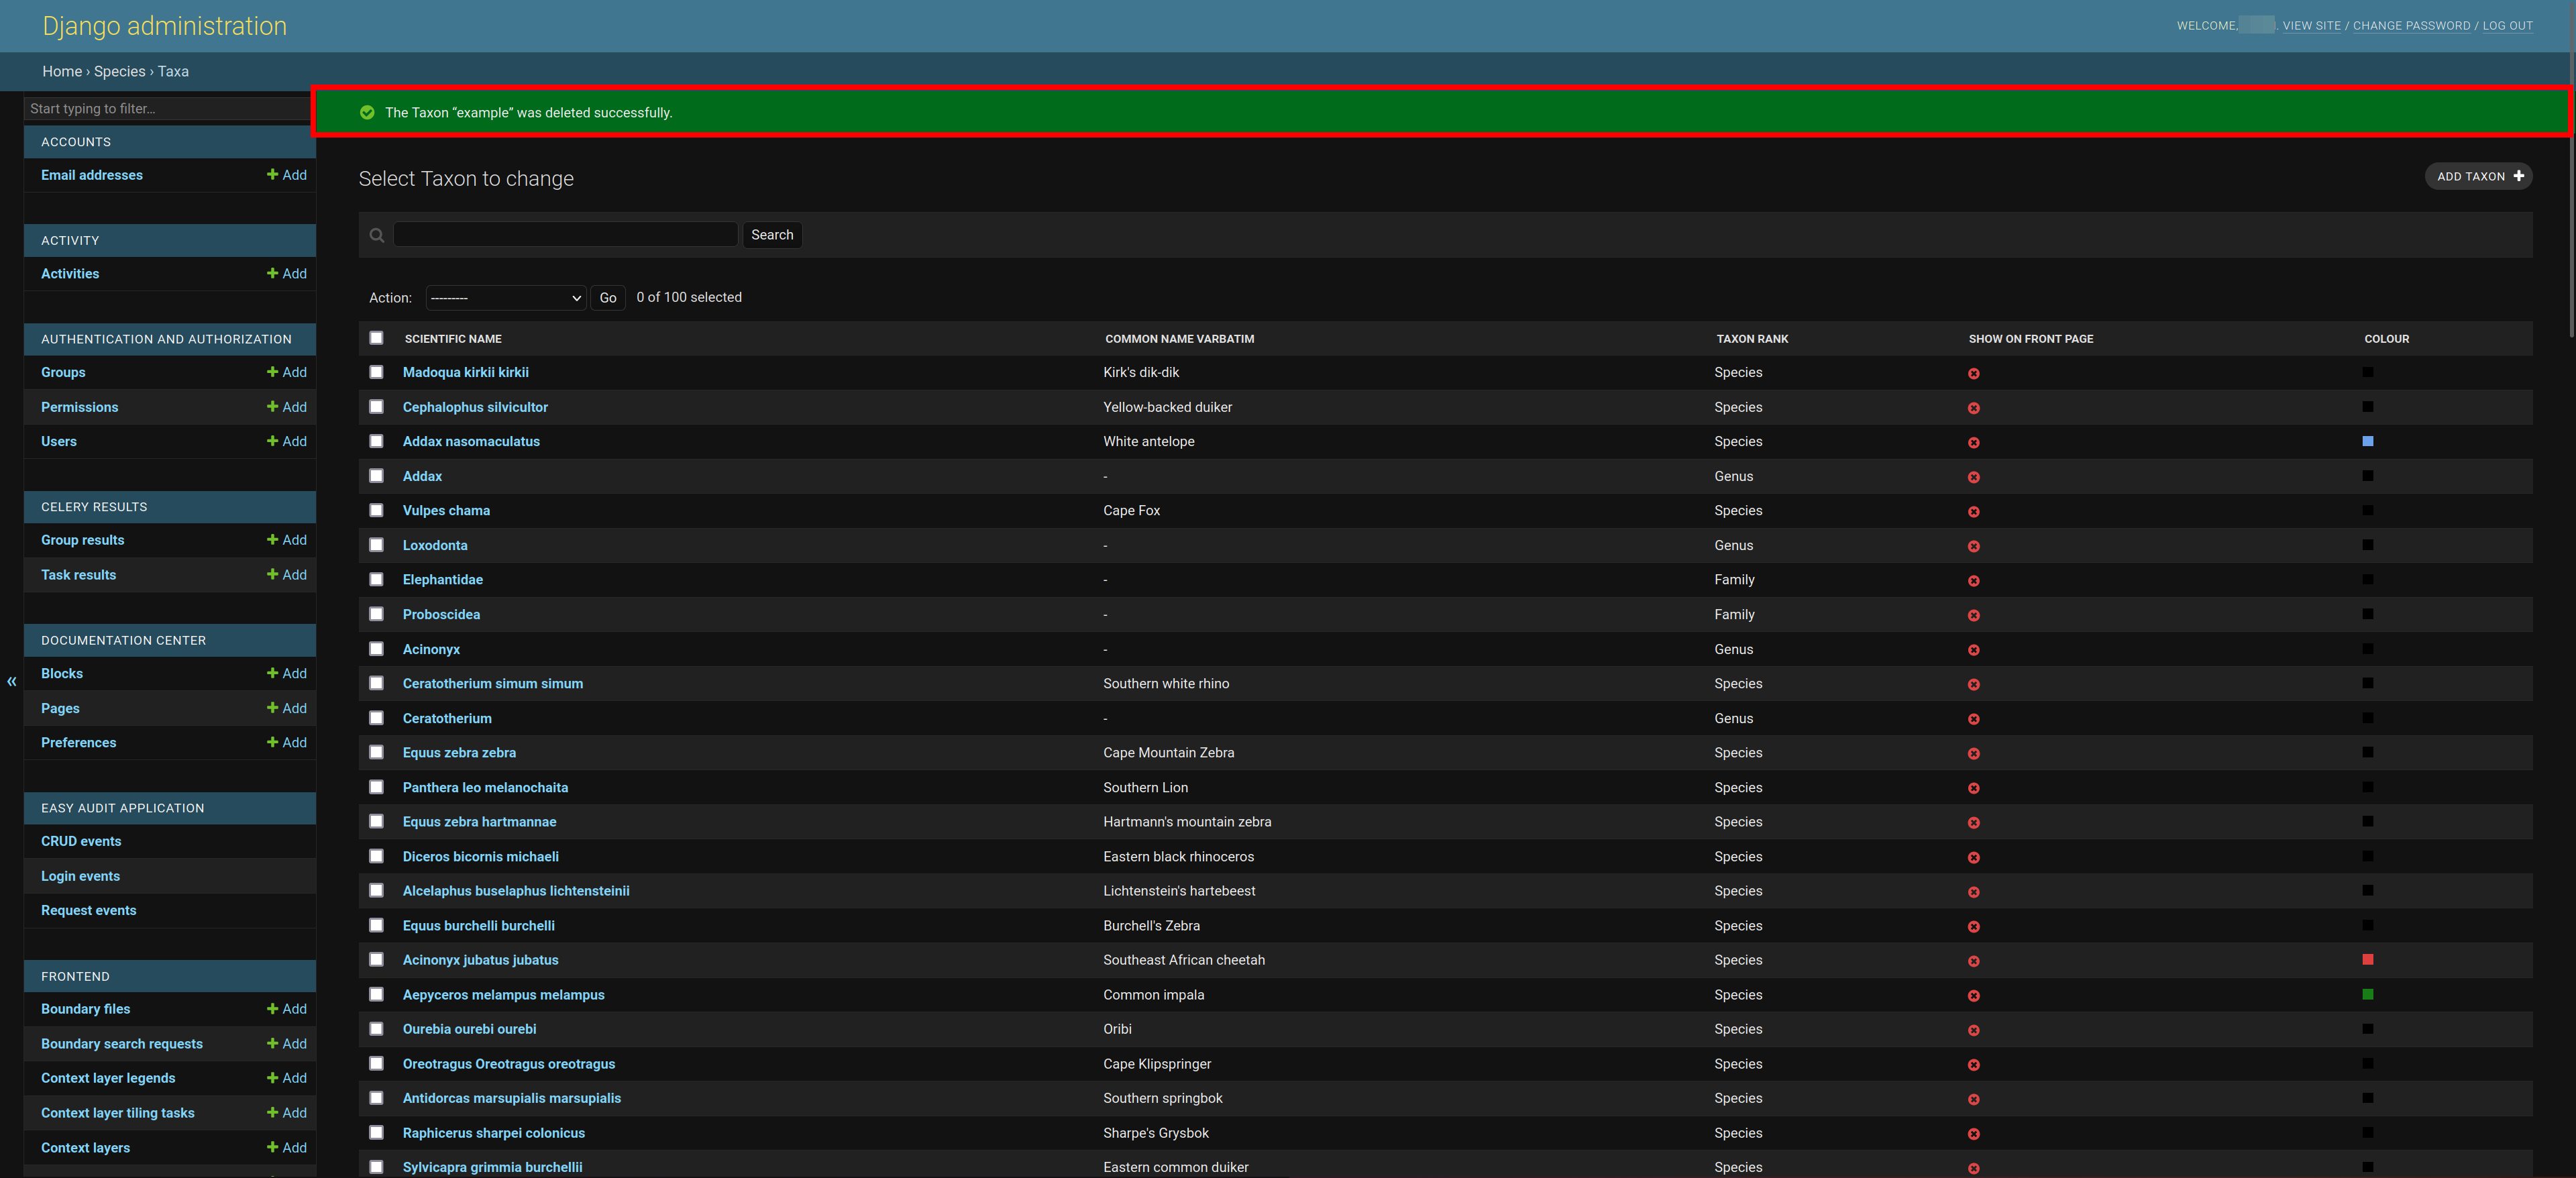 Django administration
WELCOME, . VIEW SITE / CHANGE PASSWORD / LOG OUT
Home › Species › Taxa
Start typing to filter...
ACCOUNTS
Email addresses Add
ACTIVITY
Activities Add
AUTHENTICATION AND AUTHORIZATION
Groups Add
Permissions Add
Users Add
CELERY RESULTS
Group results Add
Task results Add
DOCUMENTATION CENTER
Blocks Add
Pages Add
Preferences Add
EASY AUDIT APPLICATION
CRUD events
Login events
Request events
FRONTEND
Boundary files Add
Boundary search requests Add
Context layer legends Add
Context layer tiling tasks Add
Context layers Add
«
The Taxon “example” was deleted successfully.
Select Taxon to change
ADD TAXON +
Search
Action: --------- Go 0 of 100 selected
SCIENTIFIC NAME COMMON NAME VARBATIM TAXON RANK SHOW ON FRONT PAGE COLOUR
Madoqua kirkii kirkii Kirk's dik-dik Species
Cephalophus silvicultor Yellow-backed duiker Species
Addax nasomaculatus White antelope Species
Addax - Genus
Vulpes chama Cape Fox Species
Loxodonta - Genus
Elephantidae - Family
Proboscidea - Family
Acinonyx - Genus
Ceratotherium simum simum Southern white rhino Species
Ceratotherium - Genus
Equus zebra zebra Cape Mountain Zebra Species
Panthera leo melanochaita Southern Lion Species
Equus zebra hartmannae Hartmann's mountain zebra Species
Diceros bicornis michaeli Eastern black rhinoceros Species
Alcelaphus buselaphus lichtensteinii Lichtenstein's hartebeest Species
Equus burchelli burchelli Burchell's Zebra Species
Acinonyx jubatus jubatus Southeast African cheetah Species
Aepyceros melampus melampus Common impala Species
Ourebia ourebi ourebi Oribi Species
Oreotragus Oreotragus oreotragus Cape Klipspringer Species
Antidorcas marsupialis marsupialis Southern springbok Species
Raphicerus sharpei colonicus Sharpe's Grysbok Species
Sylvicapra grimmia burchellii Eastern common duiker Species